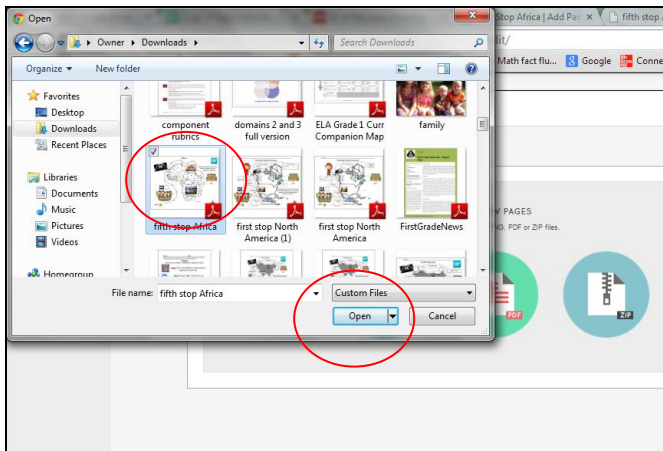 Open
Stop Africa | Add Pac
fifth stop
Owner
Downloads
Search Downloads
dit/
Organize
New folder
Math fact flu...
Google
Conne
Favorites
Desktop
Downloads
Recent Places
Libraries
Documents
Music
Pictures
Videos
Homegroup
component
rubrics
domains 2 and 3
full version
ELA Grade 1 Curr
Companion Map
family
fifth stop Africa
first stop North
America (1)
first stop North
America
FirstGradeNews
W PAGES
NG, PDF or ZIP files.
PDF
ZIP
File name:
fifth stop Africa
Custom Files
Open
Cancel